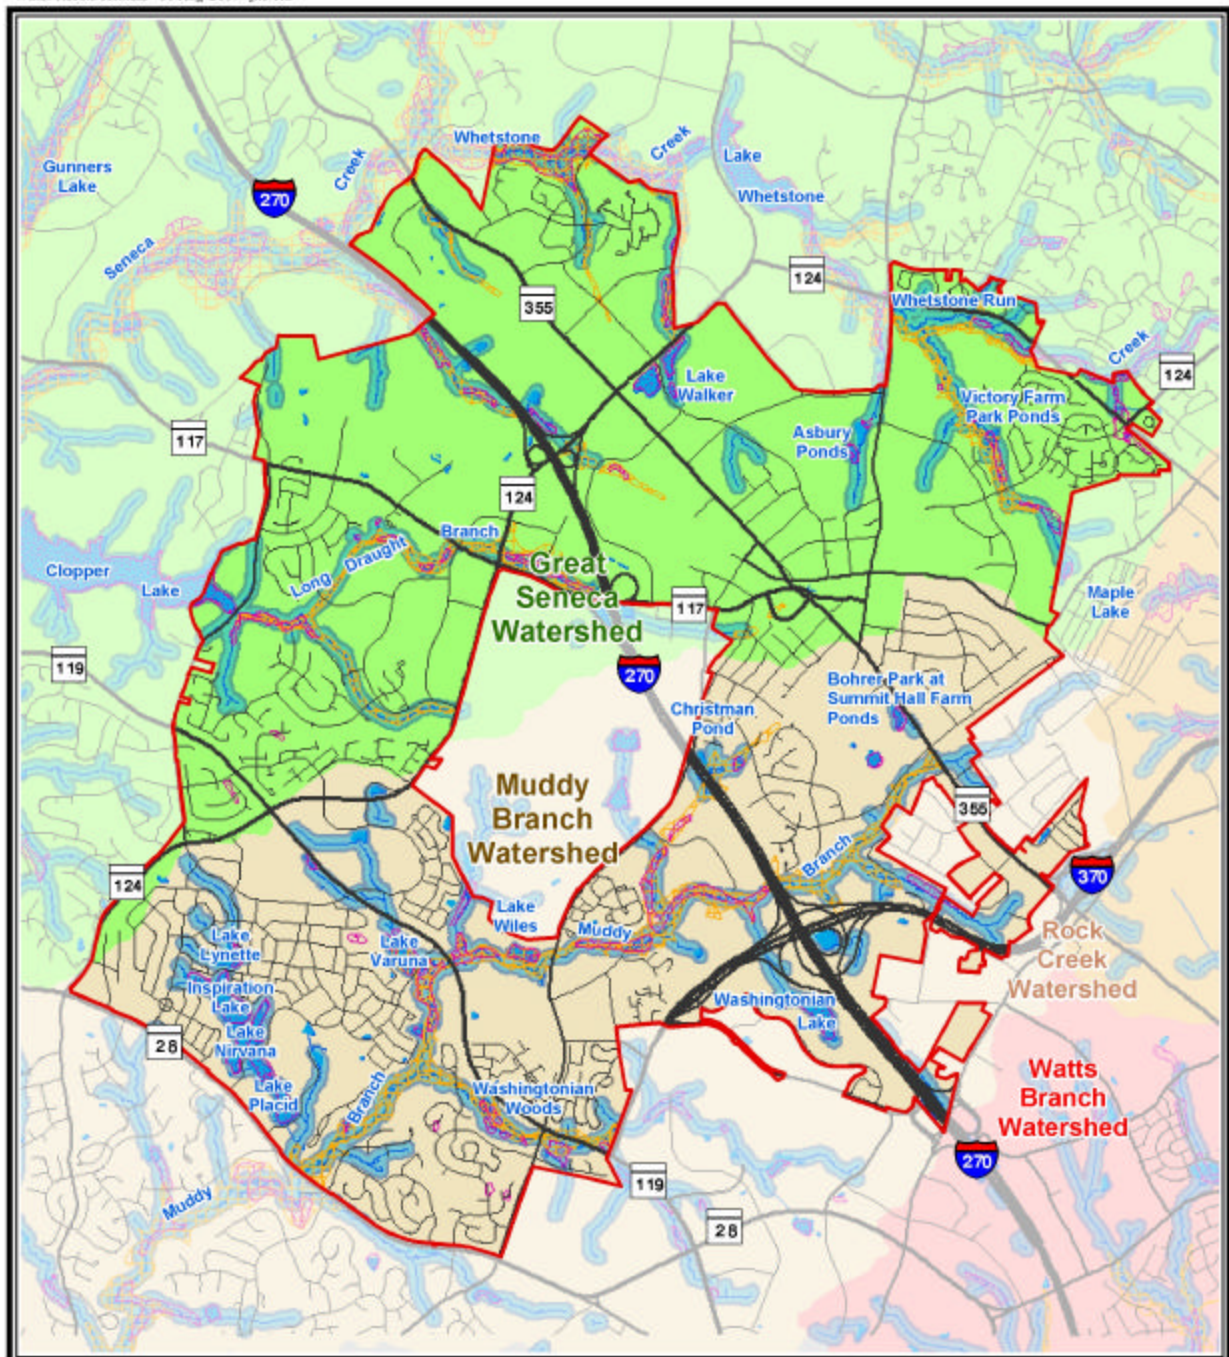 Whetstone
Creek
Creek
Lake
Whetstone
Gunners
Lake
270
Seneca
124
355
Whetstone Run
Creek
124
Lake
Walker
Victory Farm
Park Ponds
117
Asbury
Ponds
124
Branch
Long Draught
Great
Seneca
Watershed
Clopper
Lake
117
Maple
Lake
119
270
Bohrer Park at
Summit Hall Farm
Ponds
Christman
Pond
Muddy
Branch
Watershed
355
Branch
124
370
Lake
Wiles
Muddy
Lake
Lynette
Lake
Varuna
Rock
Creek
Watershed
Inspiration
Lake
Washingtonian
Lake
Lake
Nirvana
28
Lake
Placid
Branch
Washingtonian
Woods
Watts
Branch
Watershed
270
119
Muddy
28